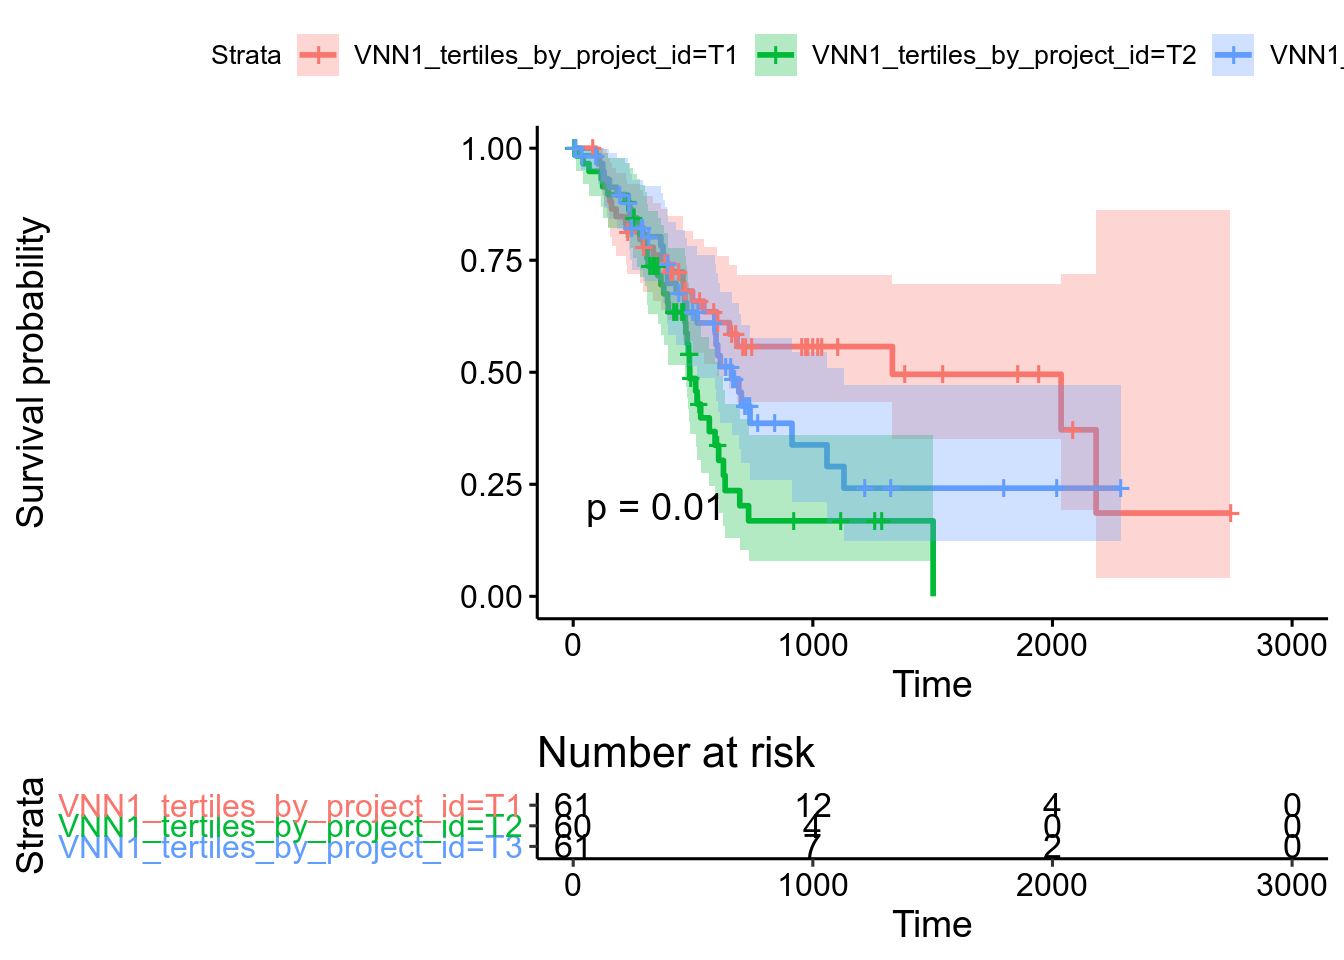 Strata VNN1_tertiles_by_project_id=T1 VNN1_tertiles_by_project_id=T2 VNN1_
Survival probability
1.00
0.75
0.50
0.25
0.00
p = 0.01
0 1000 2000 3000
Time
Number at risk
Strata
VNN1_tertiles_by_project_id=T1 61 12 4 0
VNN1_tertiles_by_project_id=T2 60 4 0 0
VNN1_tertiles_by_project_id=T3 61 7 2 0
0 1000 2000 3000
Time